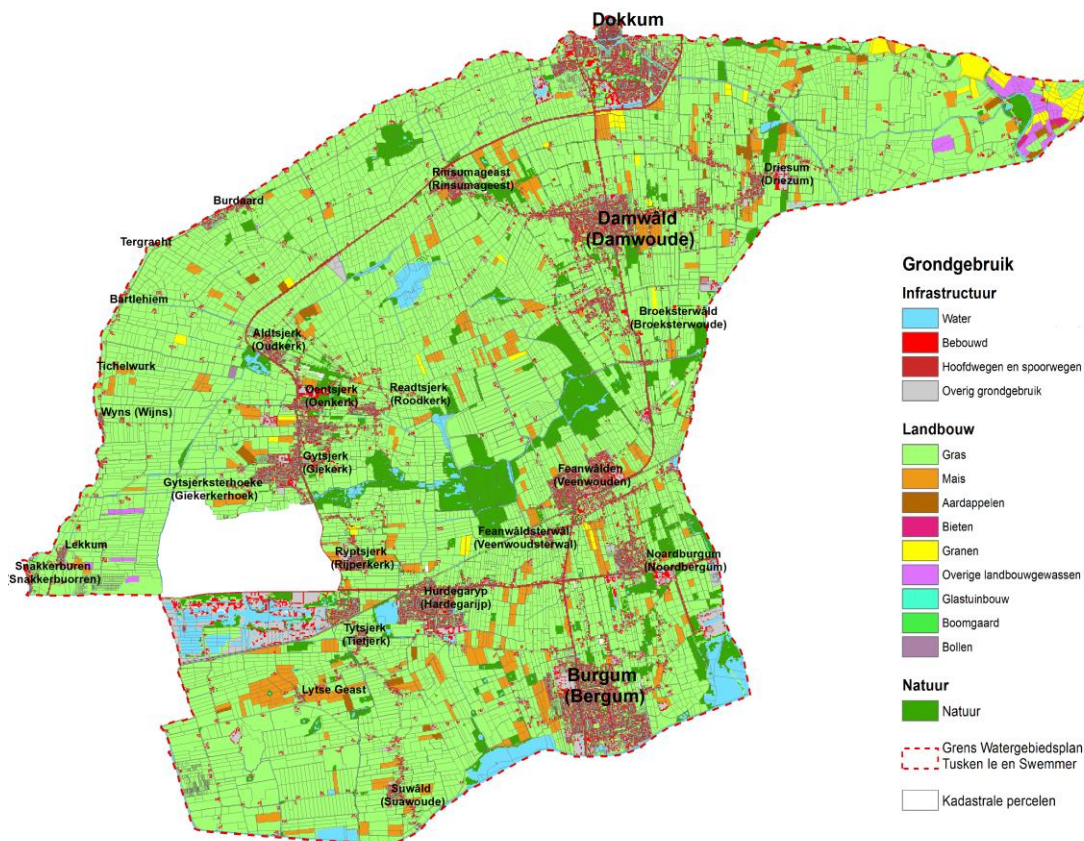 Dokkum
Driesum
(Driezum)
Rinsumageast
(Rinsumageest)
Burdaard
Damwâld
(Damwoude)
Tergracht
Bartlehiem
Broeksterwâld
(Broeksterwoude)
Aldtsjerk
(Oudkerk)
Tichelwurk
Oentsjerk
(Oenkerk)
Readtsjerk
(Roodkerk)
Wyns (Wijns)
Gytsjerk
(Giekerk)
Gytsjerksterhoeke
(Giekerkerhoek)
Feanwâlden
(Veenwouden)
Feanwâldsterwâl
(Veenwoudsterwal)
Lekkum
Snakkerburen
(Snakkerbuorren)
Ryptsjerk
(Rijperkerk)
Noardburgum
(Noordbergum)
Hurdegaryp
(Hardegarijp)
Tytsjerk
(Tietjerk)
Lytse Geast
Burgum
(Bergum)
Suwâld
(Suawoude)
Grondgebruik
Infrastructuur
Water
Bebouwd
Hoofdwegen en spoorwegen
Overig grondgebruik
Landbouw
Gras
Mais
Aardappelen
Bieten
Granen
Overige landbouwgewassen
Glastuinbouw
Boomgaard
Bollen
Natuur
Natuur
Grens Watergebiedsplan
Tusken Ie en Swemmer
Kadastrale percelen